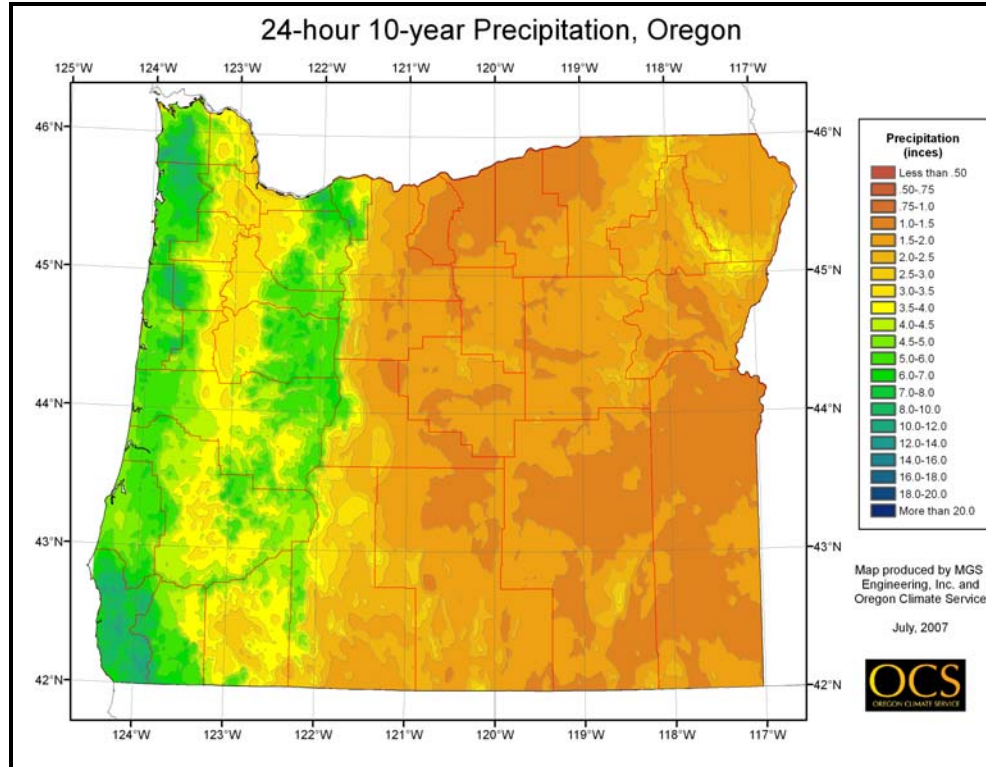 24-hour 10-year Precipitation, Oregon
125°W 124°W 123°W 122°W 121°W 120°W 119°W 118°W 117°W
46°N 46°N
45°N 45°N
44°N 44°N
43°N 43°N
42°N 42°N
124°W 123°W 122°W 121°W 120°W 119°W 118°W 117°W
Precipitation
(inces)
Less than .50
.50-.75
.75-1.0
1.0-1.5
1.5-2.0
2.0-2.5
2.5-3.0
3.0-3.5
3.5-4.0
4.0-4.5
4.5-5.0
5.0-6.0
6.0-7.0
7.0-8.0
8.0-10.0
10.0-12.0
12.0-14.0
14.0-16.0
16.0-18.0
18.0-20.0
More than 20.0
Map produced by MGS
Engineering, Inc. and
Oregon Climate Service
July, 2007
OCS
OREGON CLIMATE SERVICE